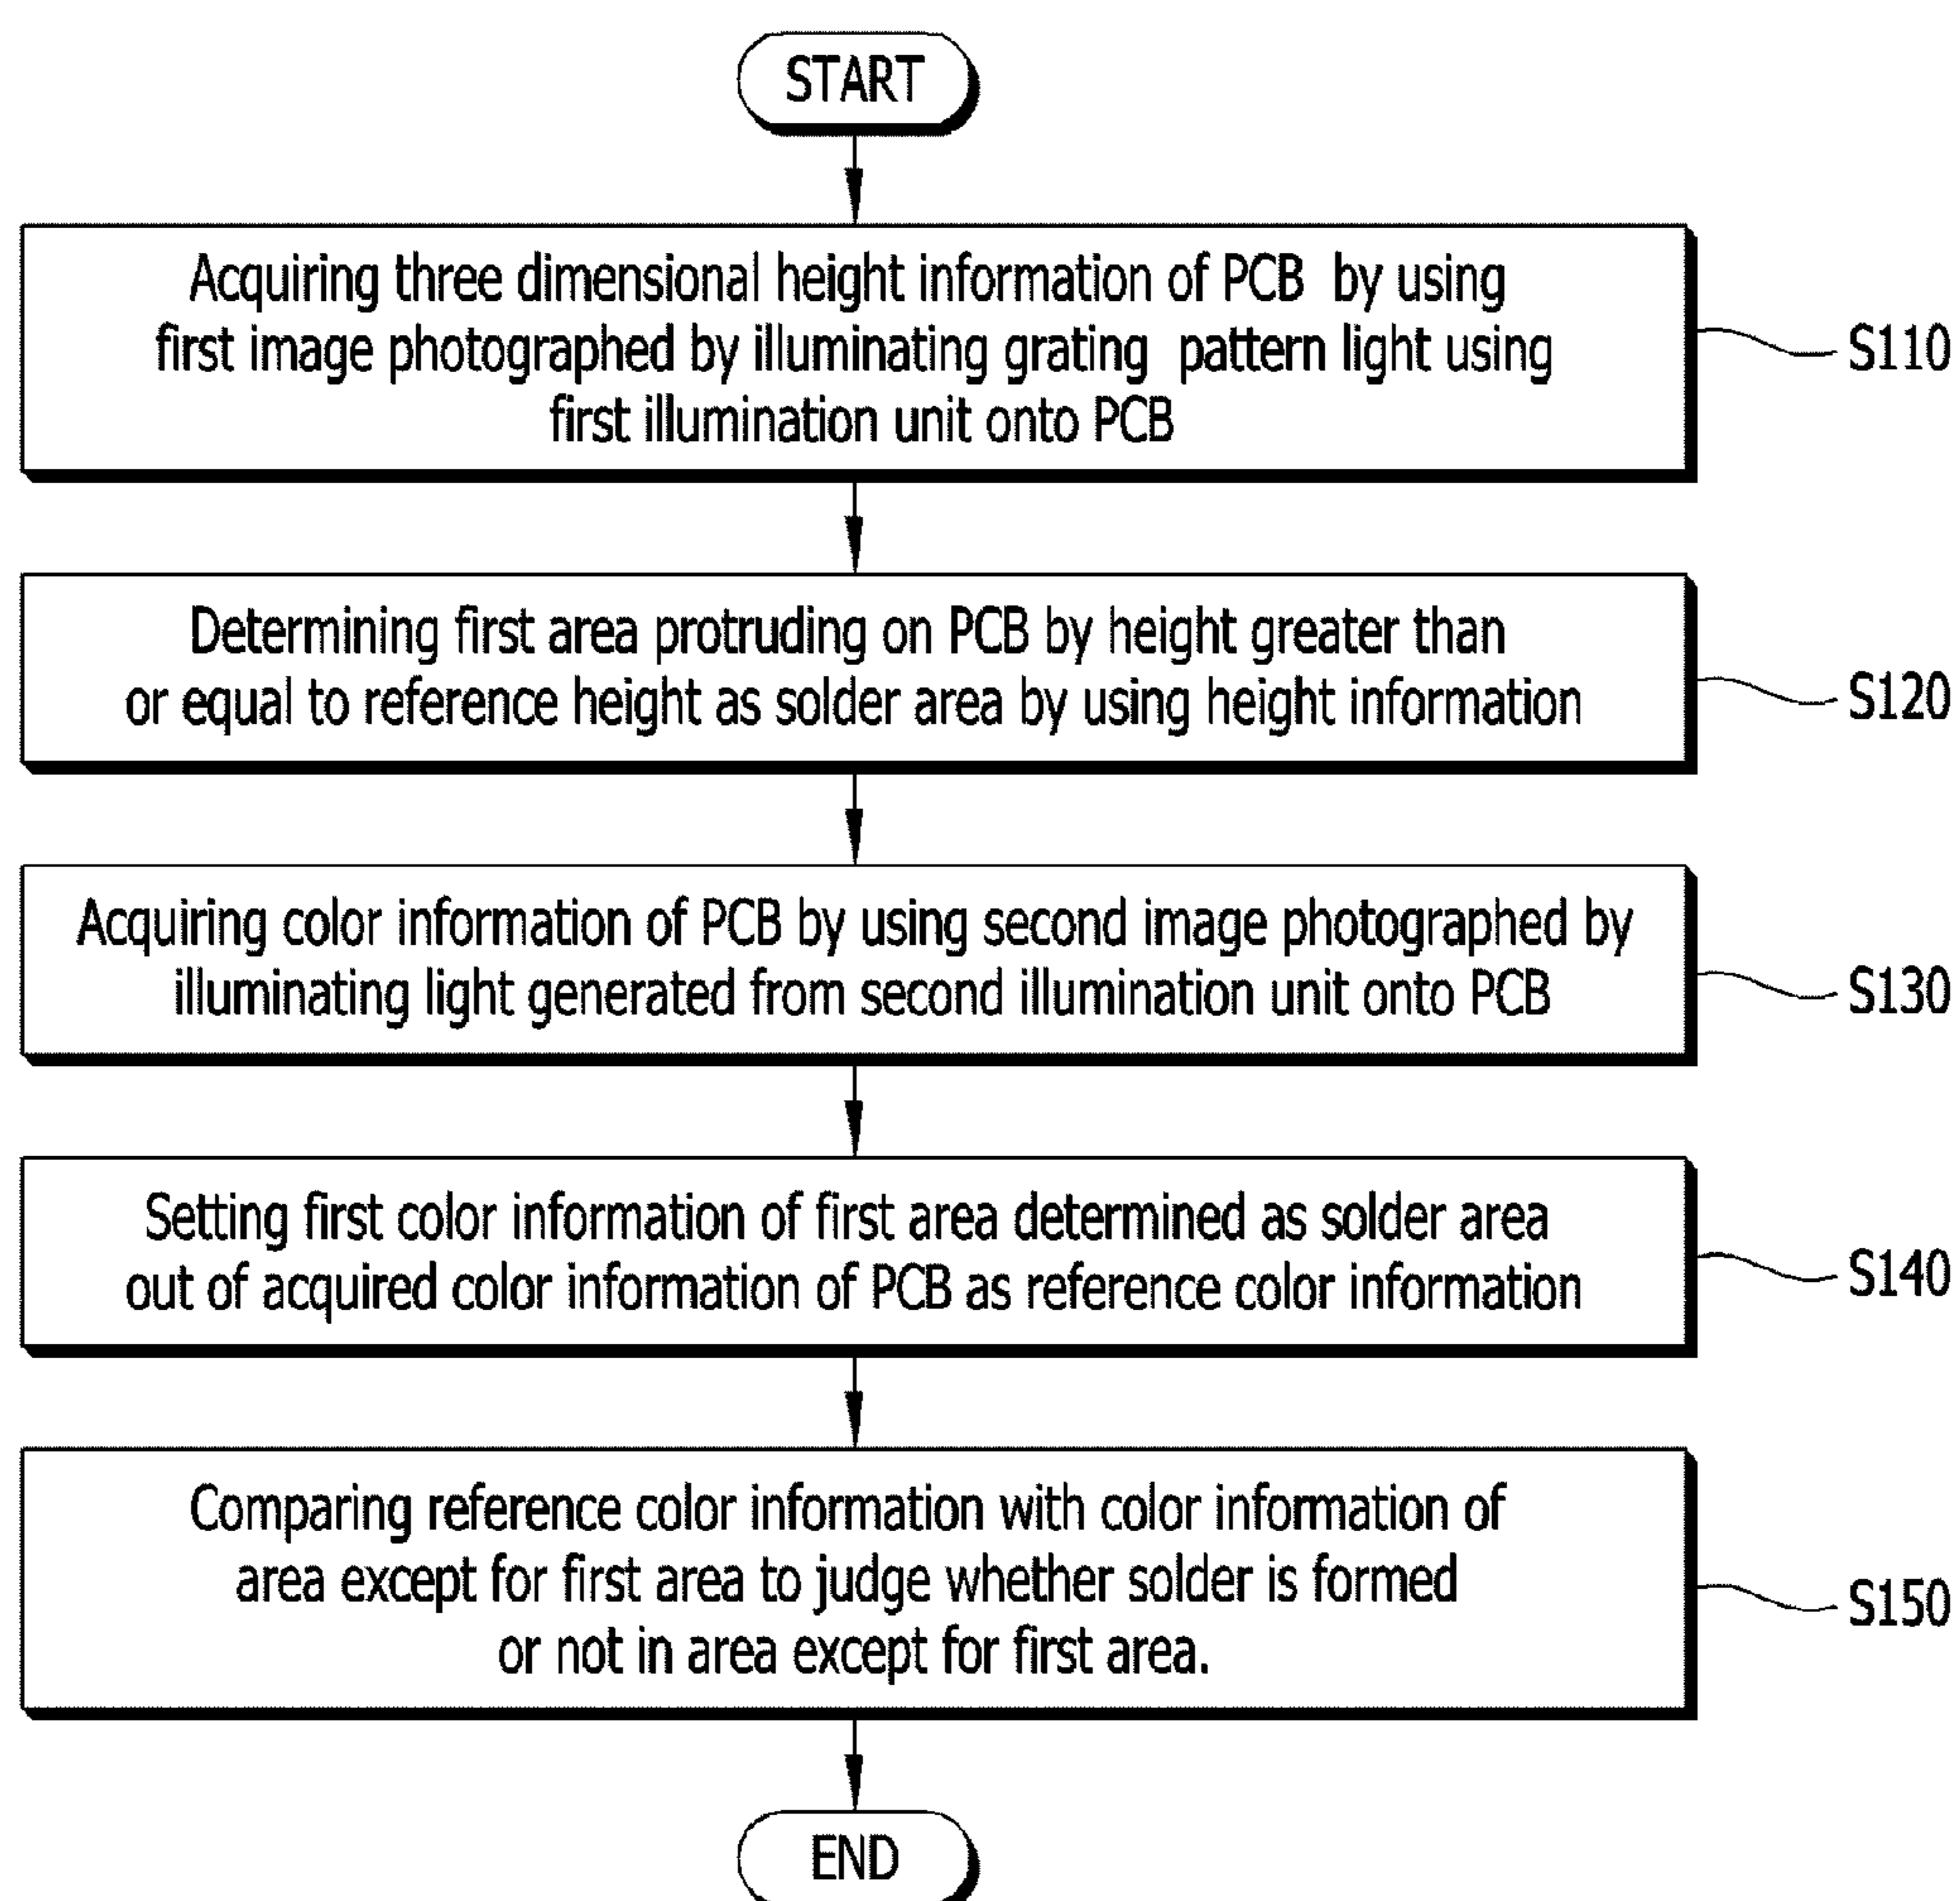 START
Acquiring three dimensional height information of PCB by using
first image photographed by illuminating grating pattern light using
first illumination unit onto PCB
S110
Determining first area protruding on PCB by height greater than
or equal to reference height as solder area by using height information
S120
Acquiring color information of PCB by using second image photographed by
illuminating light generated from second illumination unit onto PCB
S130
Setting first color information of first area determined as solder area
out of acquired color information of PCB as reference color information
S140
Comparing reference color information with color information of
area except for first area to judge whether solder is formed
or not in area except for first area.
S150
END